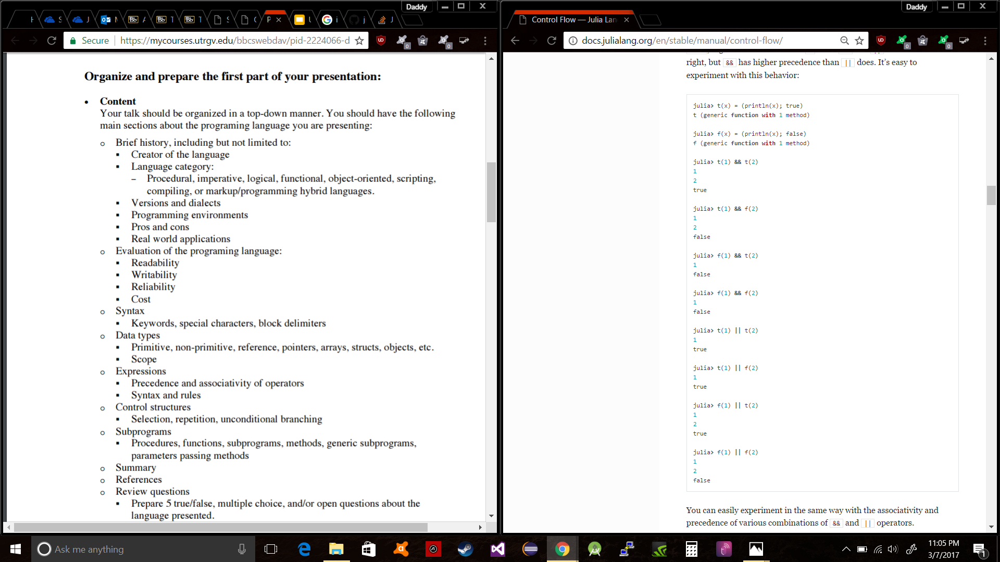 Daddy
Secure https://mycourses.utrgv.edu/bbcswebdav/pid-2224066-d
Organize and prepare the first part of your presentation:
• Content
Your talk should be organized in a top-down manner. You should have the following
main sections about the programing language you are presenting:
o Brief history, including but not limited to:
▪ Creator of the language
▪ Language category:
– Procedural, imperative, logical, functional, object-oriented, scripting,
compiling, or markup/programming hybrid languages.
▪ Versions and dialects
▪ Programming environments
▪ Pros and cons
▪ Real world applications
o Evaluation of the programing language:
▪ Readability
▪ Writability
▪ Reliability
▪ Cost
o Syntax
▪ Keywords, special characters, block delimiters
o Data types
▪ Primitive, non-primitive, reference, pointers, arrays, structs, objects, etc.
▪ Scope
o Expressions
▪ Precedence and associativity of operators
▪ Syntax and rules
o Control structures
▪ Selection, repetition, unconditional branching
o Subprograms
▪ Procedures, functions, subprograms, methods, generic subprograms,
parameters passing methods
o Summary
o References
o Review questions
▪ Prepare 5 true/false, multiple choice, and/or open questions about the
language presented.
Daddy
Control Flow — Julia Lan
docs.julialang.org/en/stable/manual/control-flow/
right, but && has higher precedence than || does. It’s easy to
experiment with this behavior:
julia> t(x) = (println(x); true)
t (generic function with 1 method)
julia> f(x) = (println(x); false)
f (generic function with 1 method)
julia> t(1) && t(2)
1
2
true
julia> t(1) && f(2)
1
2
false
julia> f(1) && t(2)
1
false
julia> f(1) && f(2)
1
false
julia> t(1) || t(2)
1
true
julia> t(1) || f(2)
1
true
julia> f(1) || t(2)
1
2
true
julia> f(1) || f(2)
1
2
false
You can easily experiment in the same way with the associativity and
precedence of various combinations of && and || operators.
Ask me anything
11:05 PM
3/7/2017
1